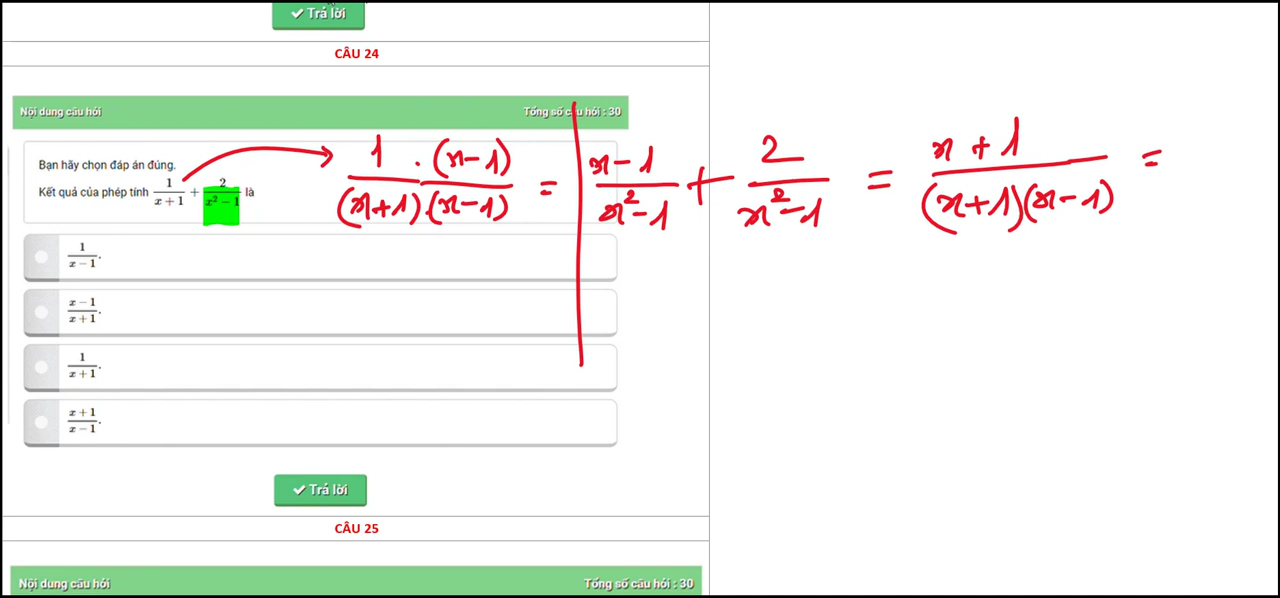 ✔ Trả lời
CÂU 24
Nội dung câu hỏi Tổng số câu hỏi : 30
Bạn hãy chọn đáp án đúng.
Kết quả của phép tính 1/(x + 1) + 2/(x² − 1) là
1/(x − 1).
(x − 1)/(x + 1).
1/(x + 1).
(x + 1)/(x − 1).
(1 . (x − 1))/((x+1).(x−1)) = (x − 1)/(x² − 1) + 2/(x² − 1) = (x + 1)/((x+1)(x−1)) =
✔ Trả lời
CÂU 25
Nội dung câu hỏi Tổng số câu hỏi : 30